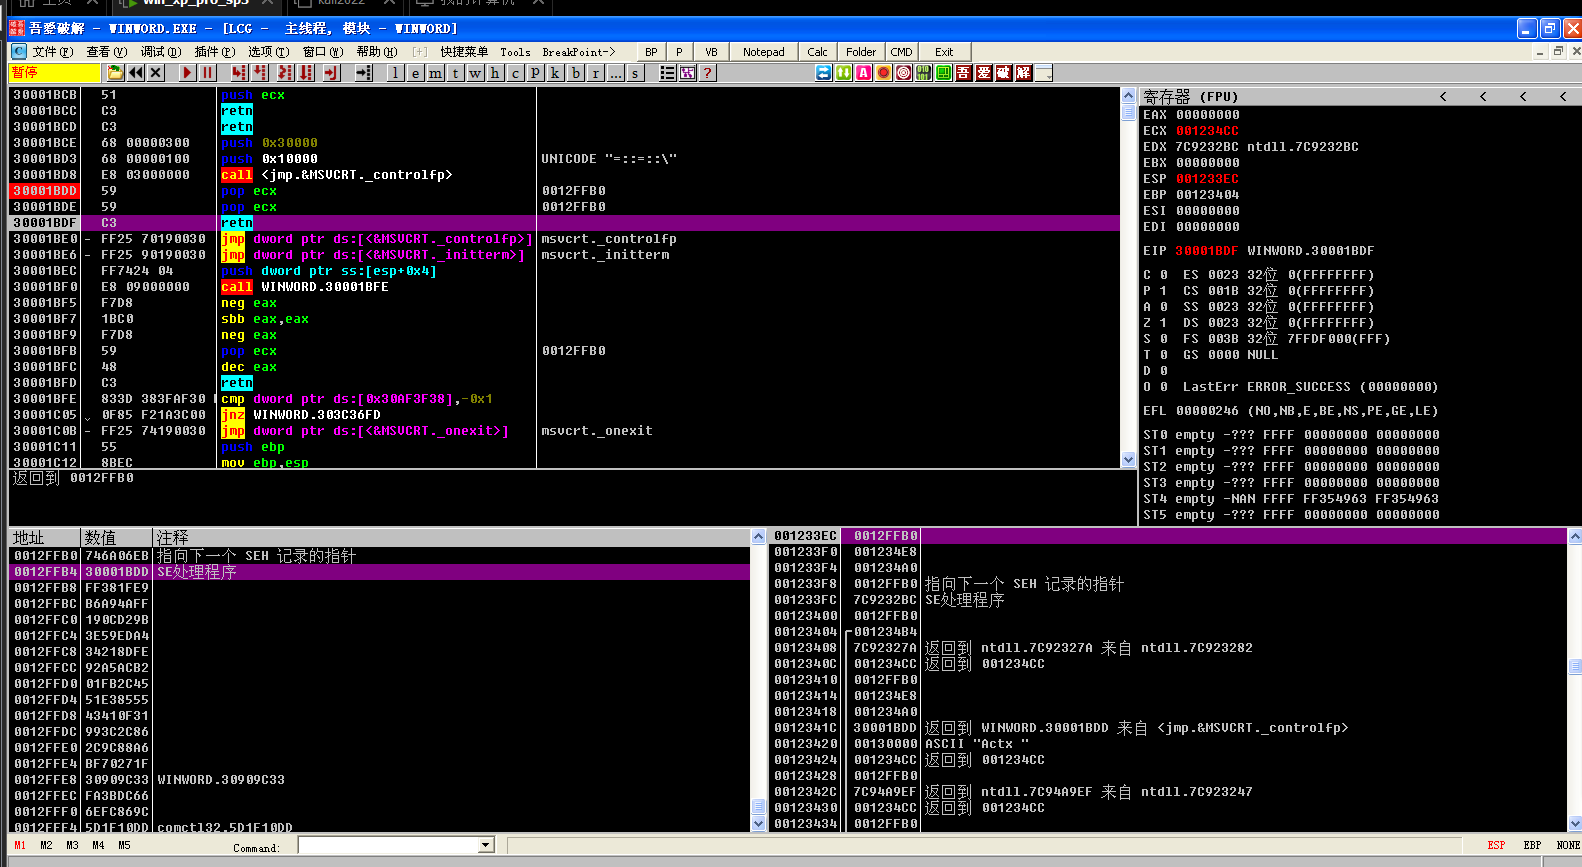 主页 win_xp_pro_sp3 kali2022 我的计算机
吾爱破解 - WINWORD.EXE - [LCG -  主线程, 模块 - WINWORD]
文件(F) 查看(V) 调试(D) 插件(P) 选项(T) 窗口(W) 帮助(H) [+] 快捷菜单 Tools BreakPoint-> BP P VB Notepad Calc Folder CMD Exit
暂停 l e m t w h c p k b r ... s ? A 吾 爱 破 解
30001BCB 51 push ecx
30001BCC C3 retn
30001BCD C3 retn
30001BCE 68 00000300 push 0x30000
30001BD3 68 00000100 push 0x10000 UNICODE "=::=::\"
30001BD8 E8 03000000 call <jmp.&MSVCRT._controlfp>
30001BDD 59 pop ecx 0012FFB0
30001BDE 59 pop ecx 0012FFB0
30001BDF C3 retn
30001BE0 - FF25 70190030 jmp dword ptr ds:[<&MSVCRT._controlfp>] msvcrt._controlfp
30001BE6 - FF25 90190030 jmp dword ptr ds:[<&MSVCRT._initterm>] msvcrt._initterm
30001BEC FF7424 04 push dword ptr ss:[esp+0x4]
30001BF0 E8 09000000 call WINWORD.30001BFE
30001BF5 F7D8 neg eax
30001BF7 1BC0 sbb eax,eax
30001BF9 F7D8 neg eax
30001BFB 59 pop ecx 0012FFB0
30001BFC 48 dec eax
30001BFD C3 retn
30001BFE 833D 383FAF30 cmp dword ptr ds:[0x30AF3F38],-0x1
30001C05 0F85 F21A3C00 jnz WINWORD.303C36FD
30001C0B - FF25 74190030 jmp dword ptr ds:[<&MSVCRT._onexit>] msvcrt._onexit
30001C11 55 push ebp
30001C12 8BEC mov ebp,esp
返回到 0012FFB0
寄存器 (FPU) < < < <
EAX 00000000
ECX 001234CC
EDX 7C9232BC ntdll.7C9232BC
EBX 00000000
ESP 001233EC
EBP 00123404
ESI 00000000
EDI 00000000
EIP 30001BDF WINWORD.30001BDF
C 0 ES 0023 32位 0(FFFFFFFF)
P 1 CS 001B 32位 0(FFFFFFFF)
A 0 SS 0023 32位 0(FFFFFFFF)
Z 1 DS 0023 32位 0(FFFFFFFF)
S 0 FS 003B 32位 7FFDF000(FFF)
T 0 GS 0000 NULL
D 0
O 0 LastErr ERROR_SUCCESS (00000000)
EFL 00000246 (NO,NB,E,BE,NS,PE,GE,LE)
ST0 empty -??? FFFF 00000000 00000000
ST1 empty -??? FFFF 00000000 00000000
ST2 empty -??? FFFF 00000000 00000000
ST3 empty -??? FFFF 00000000 00000000
ST4 empty -NAN FFFF FF354963 FF354963
ST5 empty -??? FFFF 00000000 00000000
地址 数值 注释
0012FFB0 746A06EB 指向下一个 SEH 记录的指针
0012FFB4 30001BDD SE处理程序
0012FFB8 FF381FE9
0012FFBC B6A94AFF
0012FFC0 190CD29B
0012FFC4 3E59EDA4
0012FFC8 34218DFE
0012FFCC 92A5ACB2
0012FFD0 01FB2C45
0012FFD4 51E38555
0012FFD8 43410F31
0012FFDC 993C2C86
0012FFE0 2C9C88A6
0012FFE4 BF70271F
0012FFE8 30909C33 WINWORD.30909C33
0012FFEC FA3BDC66
0012FFF0 6EFC869C
0012FFF4 5D1F10DD comctl32.5D1F10DD
001233EC 0012FFB0
001233F0 001234E8
001233F4 001234A0
001233F8 0012FFB0 指向下一个 SEH 记录的指针
001233FC 7C9232BC SE处理程序
00123400 0012FFB0
00123404 001234B4
00123408 7C92327A 返回到 ntdll.7C92327A 来自 ntdll.7C923282
0012340C 001234CC 返回到 001234CC
00123410 0012FFB0
00123414 001234E8
00123418 001234A0
0012341C 30001BDD 返回到 WINWORD.30001BDD 来自 <jmp.&MSVCRT._controlfp>
00123420 00130000 ASCII "Actx "
00123424 001234CC 返回到 001234CC
00123428 0012FFB0
0012342C 7C94A9EF 返回到 ntdll.7C94A9EF 来自 ntdll.7C923247
00123430 001234CC 返回到 001234CC
00123434 0012FFB0
M1 M2 M3 M4 M5 Command: ESP EBP NONE